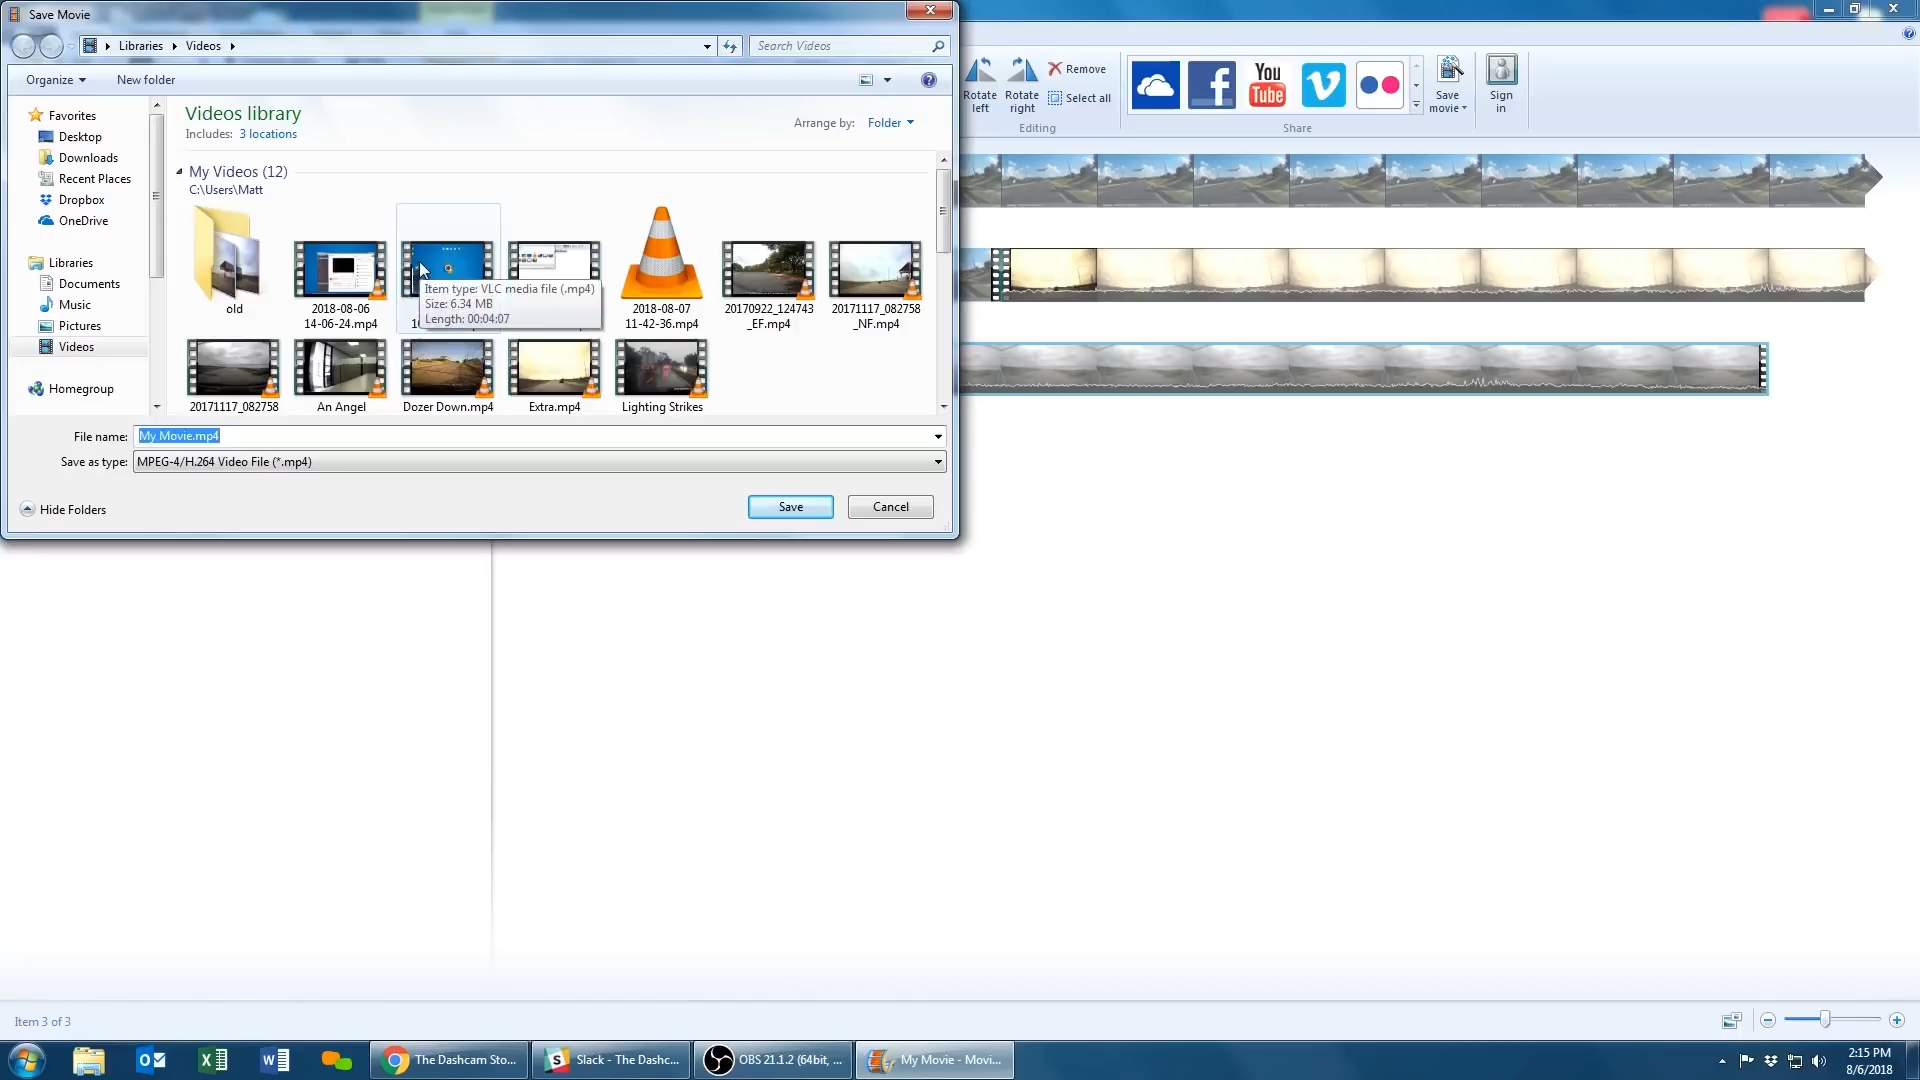 Save Movie
Libraries
Videos
Search Videos
Organize
New folder
Favorites
Desktop
Downloads
Recent Places
Dropbox
OneDrive
Libraries
Documents
Music
Pictures
Videos
Homegroup
Videos library
Includes: 3 locations
Arrange by: Folder
My Videos (12)
C:\Users\Matt
old
2018-08-06
14-06-24.mp4
Item type: VLC media file (.mp4)
Size: 6.34 MB
Length: 00:04:07
2018-08-07
11-42-36.mp4
20170922_124743
_EF.mp4
20171117_082758
_NF.mp4
20171117_082758
An Angel
Dozer Down.mp4
Extra.mp4
Lighting Strikes
File name: My Movie.mp4
Save as type: MPEG-4/H.264 Video File (*.mp4)
Hide Folders
Save
Cancel
Rotate
left
Rotate
right
Remove
Select all
Editing
You
Tube
Share
Save
movie
Sign
in
Item 3 of 3
The Dashcam Sto...
Slack - The Dashc...
OBS 21.1.2 (64bit, ...
My Movie - Movi...
2:15 PM
8/6/2018